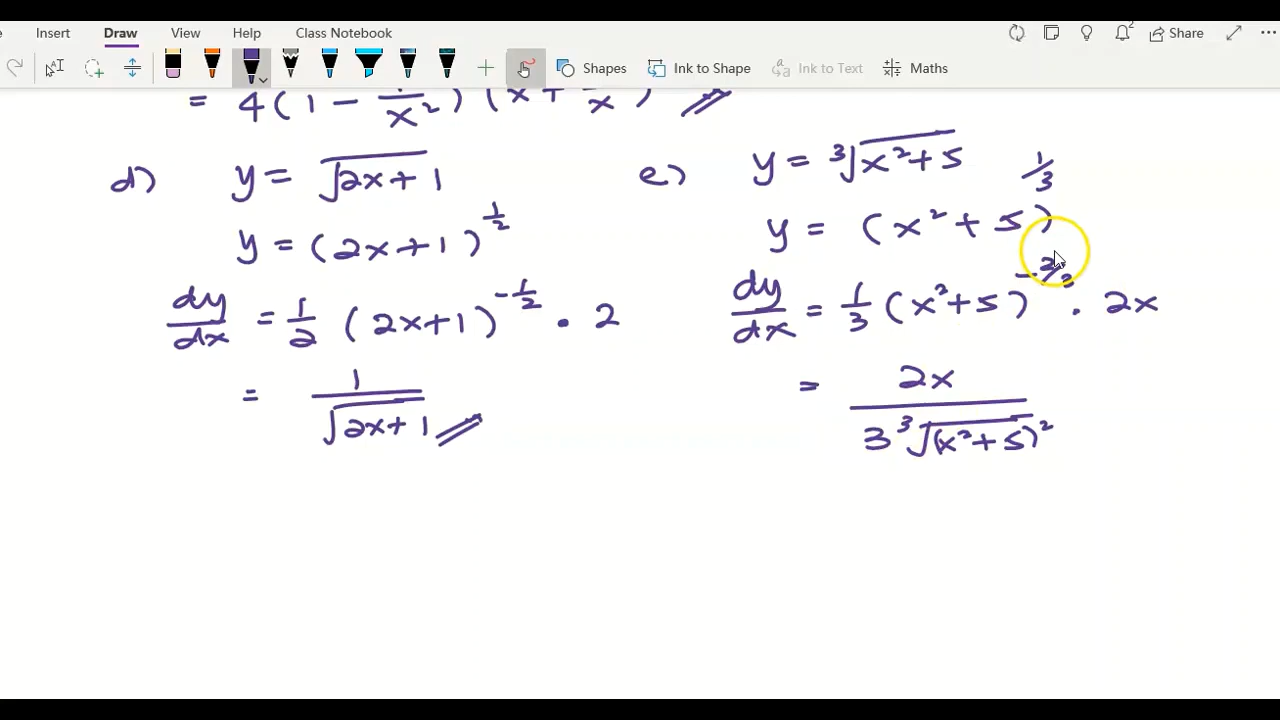 Insert Draw View Help Class Notebook 2 Share
Shapes Ink to Shape Ink to Text Maths
= 4(1 - 1/x²)(x + 1/x)
d) y = √(2x+1)
y = (2x+1)^(1/2)
dy/dx = 1/2 (2x+1)^(-1/2) • 2
= 1/√(2x+1)
e) y = ³√(x²+5)
y = (x² + 5)^(1/3)
dy/dx = 1/3 (x²+5)^(-2/3) . 2x
= 2x/(3 ³√(x²+5)²)